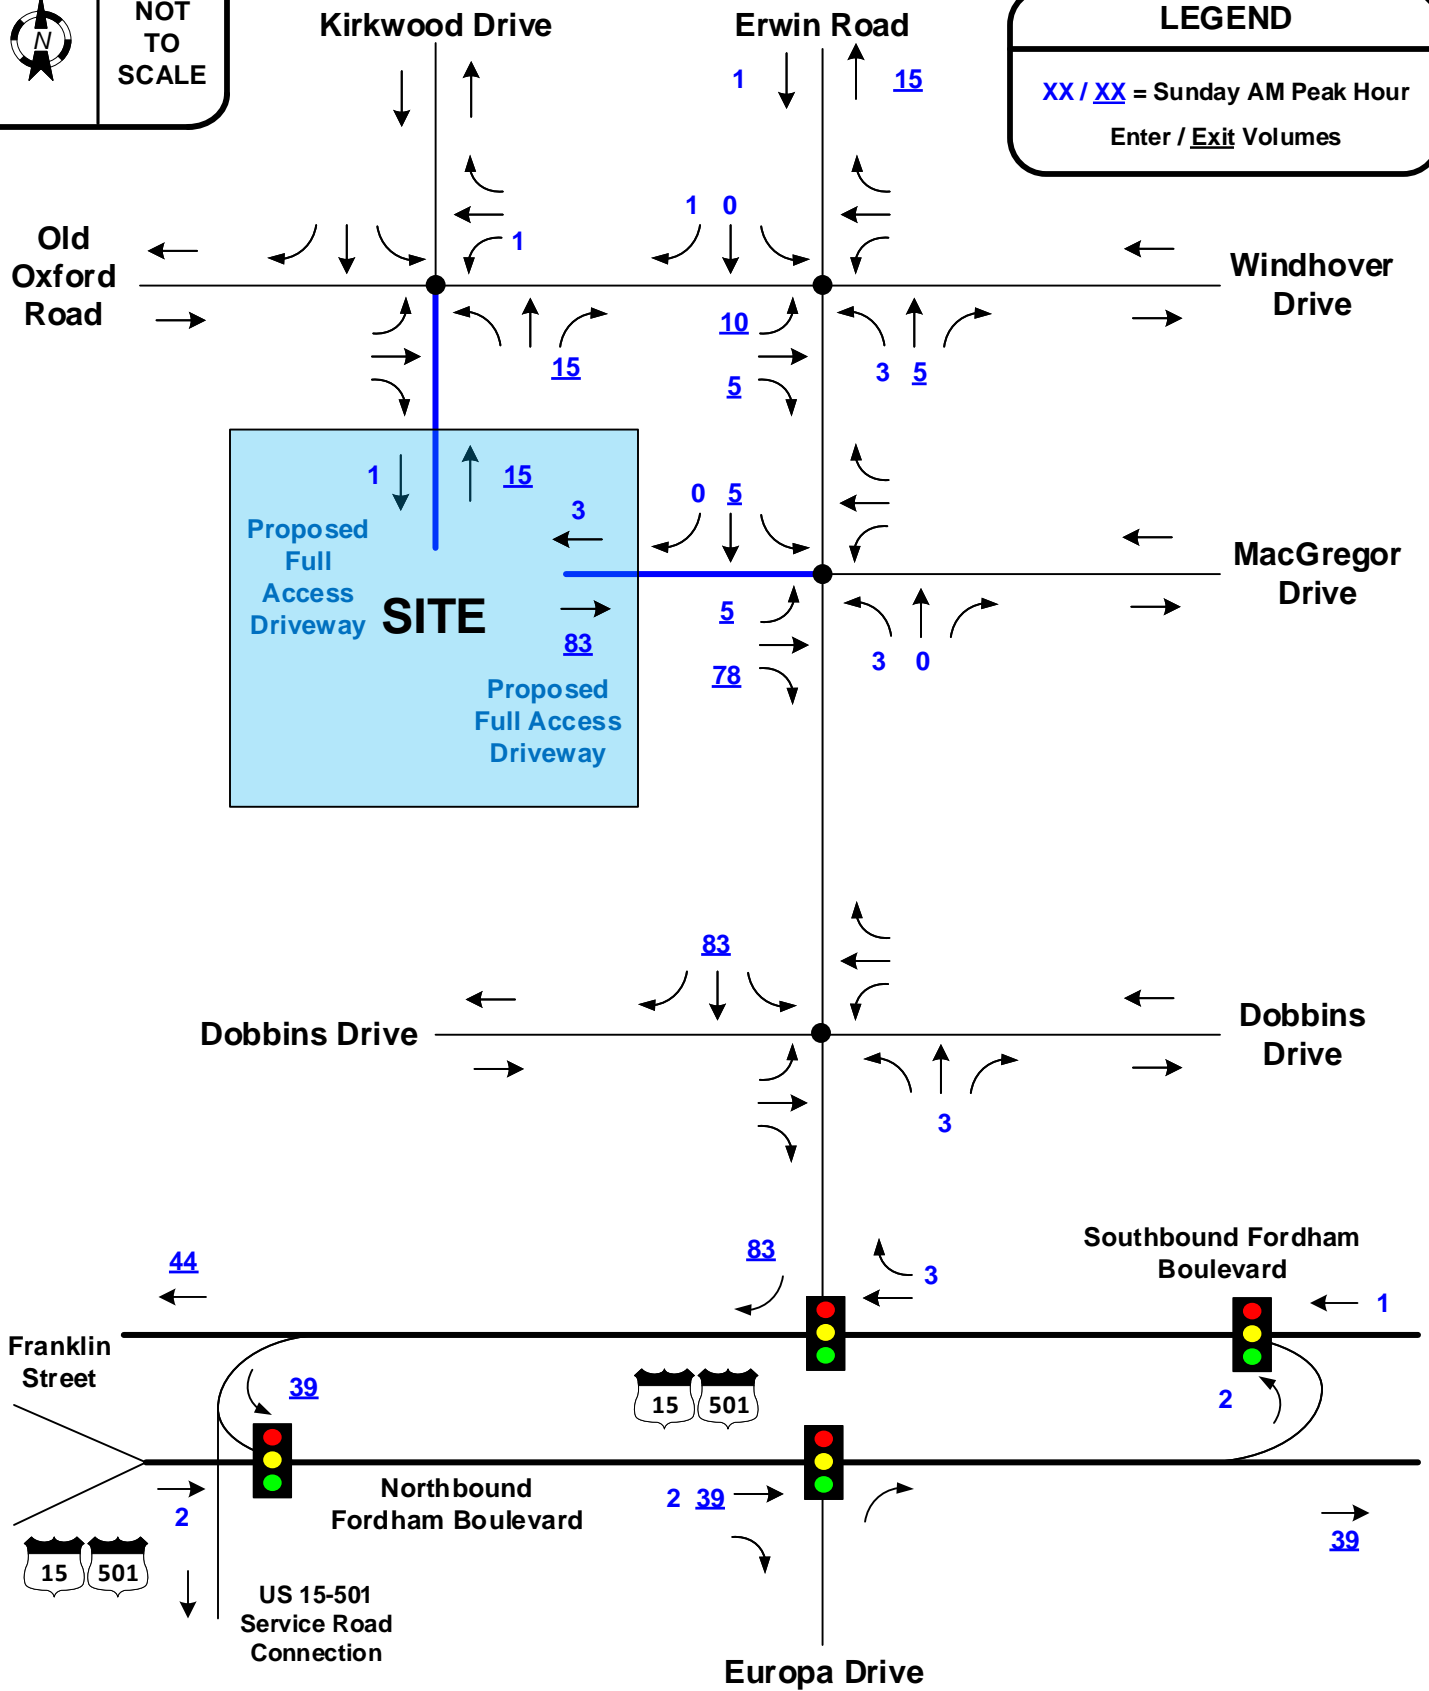 N
NOT
TO
SCALE
Kirkwood Drive
Erwin Road
LEGEND
XX / XX = Sunday AM Peak Hour
Enter / Exit Volumes
1
15
1 0
1
Old
Oxford
Road
Windhover
Drive
10
15
5
3 5
1
15
3
0 5
Proposed
Full
Access
Driveway
SITE
83
5
78
3 0
MacGregor
Drive
Proposed
Full Access
Driveway
83
Dobbins Drive
Dobbins
Drive
3
44
83
3
Southbound Fordham
Boulevard
1
Franklin
Street
39
15 501
2
2
Northbound
Fordham Boulevard
2 39
39
15 501
US 15-501
Service Road
Connection
Europa Drive